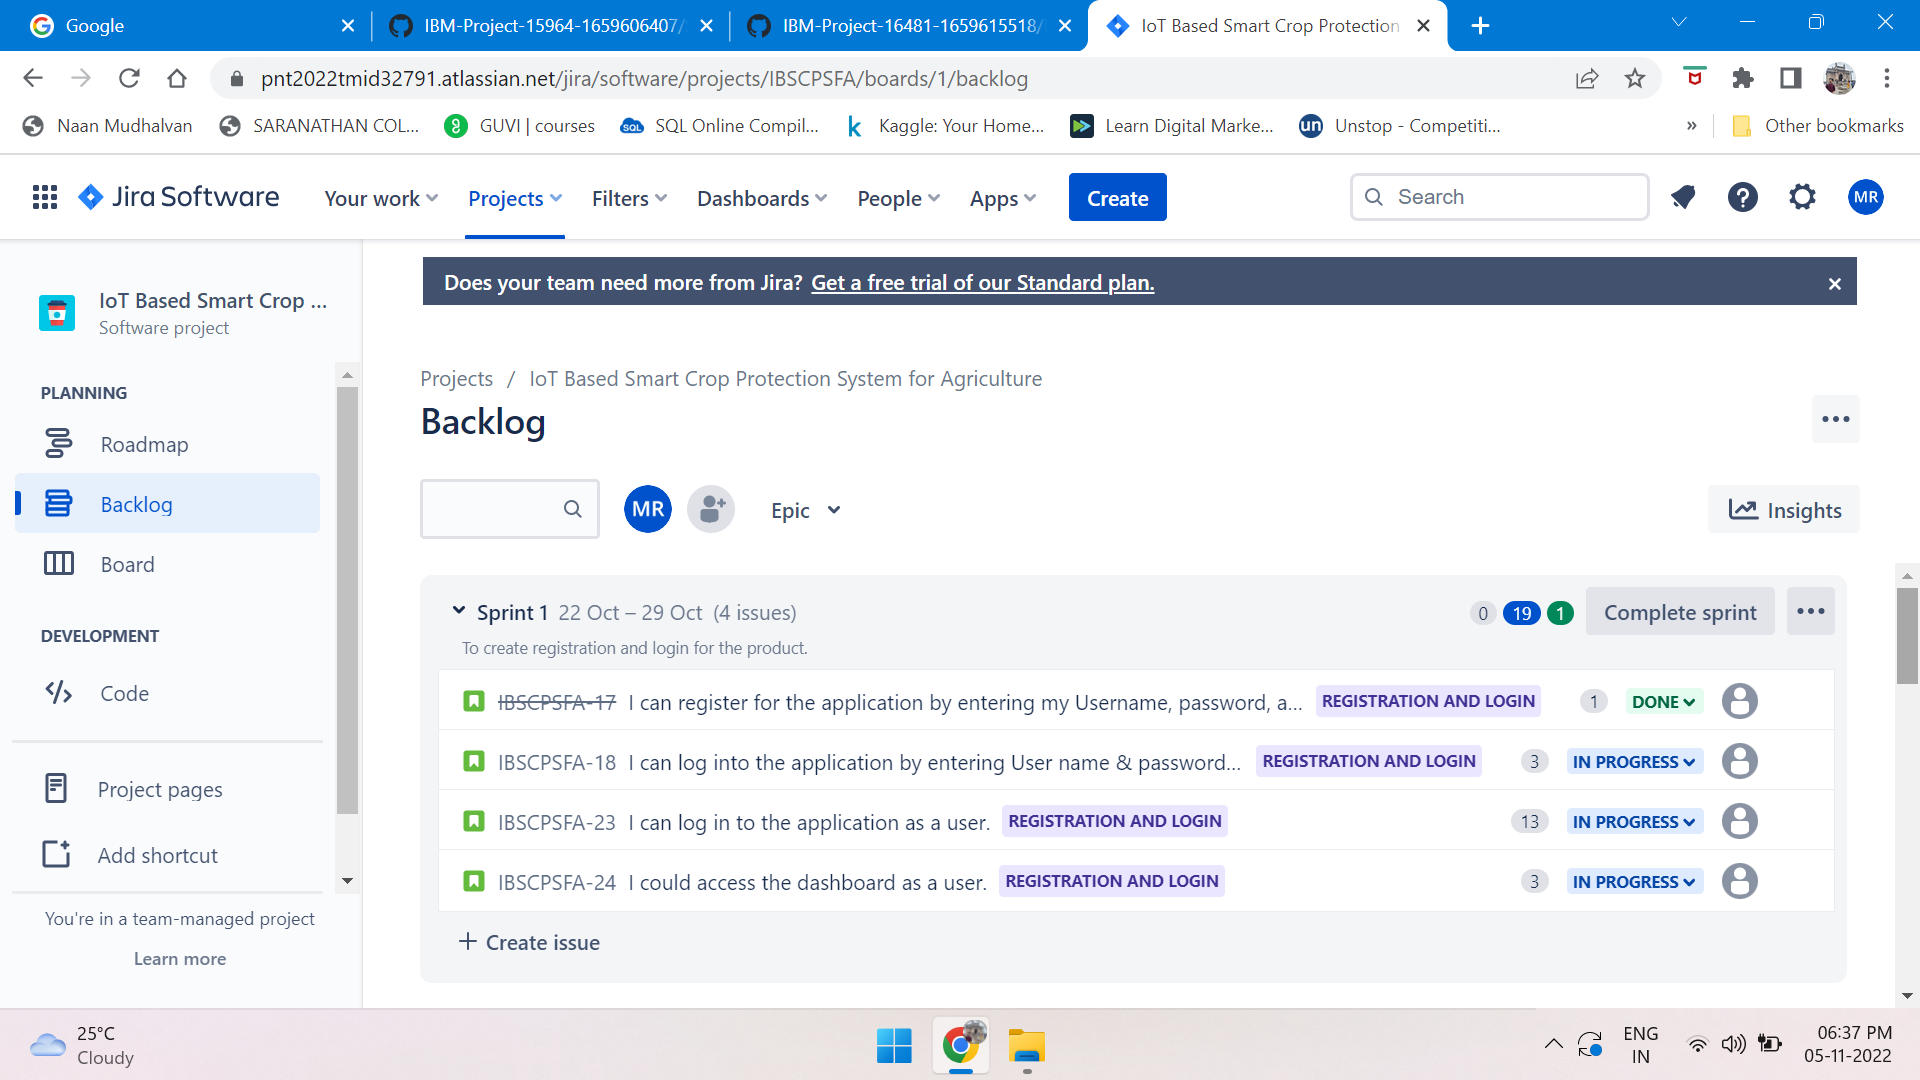 Google
IBM-Project-15964-1659606407/
IBM-Project-16481-1659615518/
IoT Based Smart Crop Protection
pnt2022tmid32791.atlassian.net/jira/software/projects/IBSCPSFA/boards/1/backlog
Naan Mudhalvan
SARANATHAN COL...
GUVI | courses
SQL Online Compil...
Kaggle: Your Home...
Learn Digital Marke...
un Unstop - Competiti...
» Other bookmarks
Jira Software
Your work
Projects
Filters
Dashboards
People
Apps
Create
Search
MR
IoT Based Smart Crop ...
Software project
PLANNING
Roadmap
Backlog
Board
DEVELOPMENT
Code
Project pages
Add shortcut
You're in a team-managed project
Learn more
Does your team need more from Jira? Get a free trial of our Standard plan.
Projects / IoT Based Smart Crop Protection System for Agriculture
Backlog
MR
Epic
Insights
Sprint 1 22 Oct – 29 Oct (4 issues)
0 19 1 Complete sprint
To create registration and login for the product.
IBSCPSFA-17 I can register for the application by entering my Username, password, a... REGISTRATION AND LOGIN 1 DONE
IBSCPSFA-18 I can log into the application by entering User name & password... REGISTRATION AND LOGIN 3 IN PROGRESS
IBSCPSFA-23 I can log in to the application as a user. REGISTRATION AND LOGIN 13 IN PROGRESS
IBSCPSFA-24 I could access the dashboard as a user. REGISTRATION AND LOGIN 3 IN PROGRESS
+ Create issue
25°C
Cloudy
ENG
IN
06:37 PM
05-11-2022